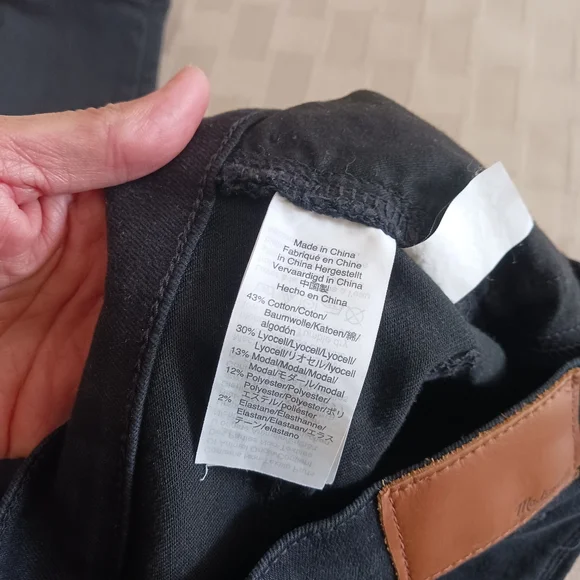 Made in China
Fabriqué en Chine
in China Hergestellt
Vervaardigd in China
中国製
Hecho en China
43% Cotton/Coton/
Baumwolle/Katoen/綿/
algodón
30% Lyocell/Lyocell/Lyocell/
Lyocell/リオセル/lyocell
13% Modal/Modal/Modal/
Modal/モダール/modal
12% Polyester/Polyester/
Polyester/Polyester/ポリ
エステル/poliéster
2% Elastane/Élasthanne/
Elastan/Elastaan/エラス
テーン/elastano